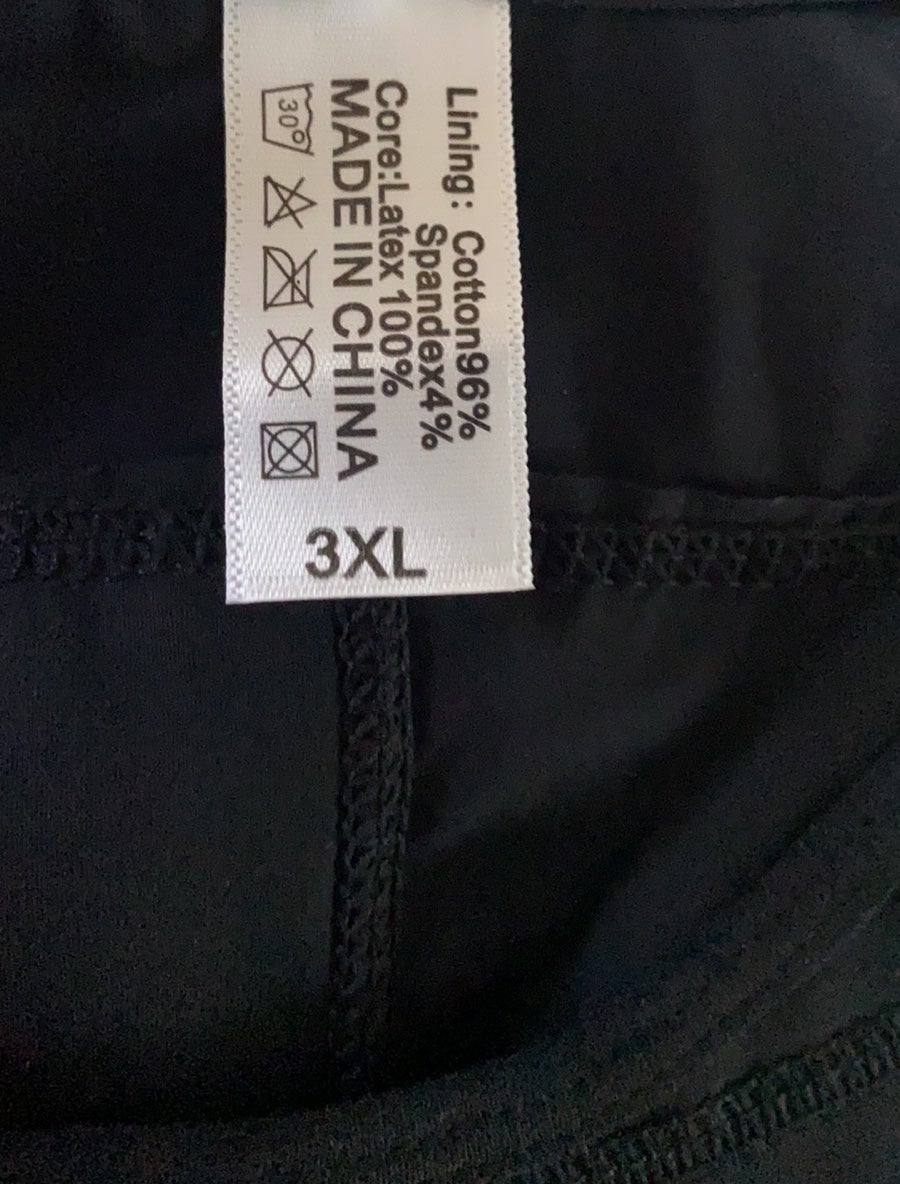 Lining: Cotton96%
Spandex4%
Core:Latex 100%
MADE IN CHINA
30°
3XL